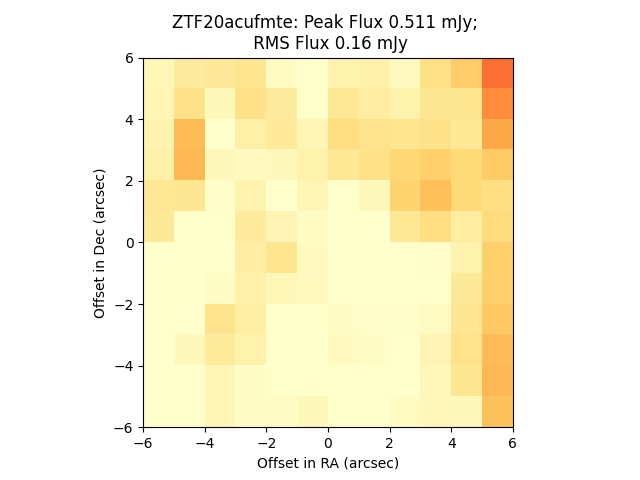 ZTF20acufmte: Peak Flux 0.511 mJy;
RMS Flux 0.16 mJy
6
4
2
0
−2
−4
−6
Offset in Dec (arcsec)
−6 −4 −2 0 2 4 6
Offset in RA (arcsec)